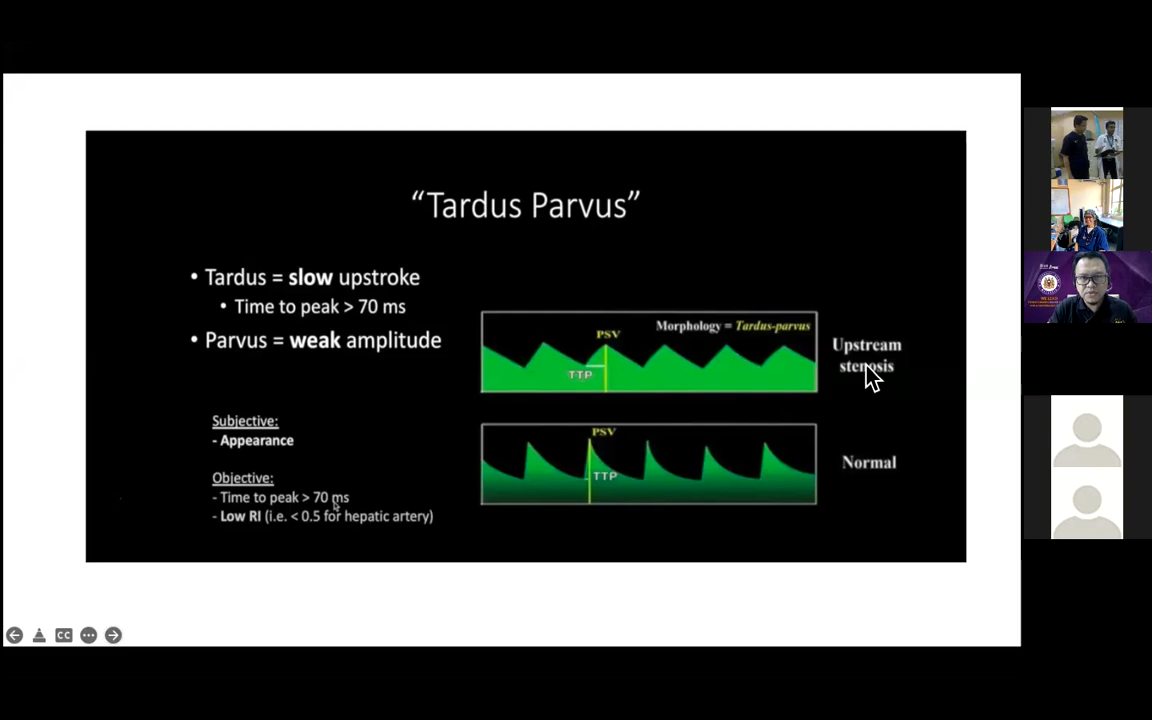 “Tardus Parvus”
• Tardus = slow upstroke
• Time to peak > 70 ms
• Parvus = weak amplitude
Subjective:
- Appearance
Objective:
- Time to peak > 70 ms
- Low RI (i.e. < 0.5 for hepatic artery)
Morphology = Tardus-parvus
PSV
TTP
Upstream
stenosis
PSV
TTP
Normal
CC